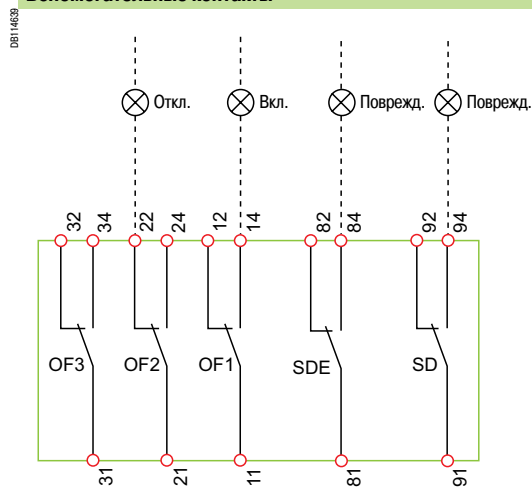 Вспомогательные контакты
DB114639
Откл. Вкл. Поврежд. Поврежд.
32 34 22 24 12 14 82 84 92 94
OF3 OF2 OF1 SDE SD
31 21 11 81 91